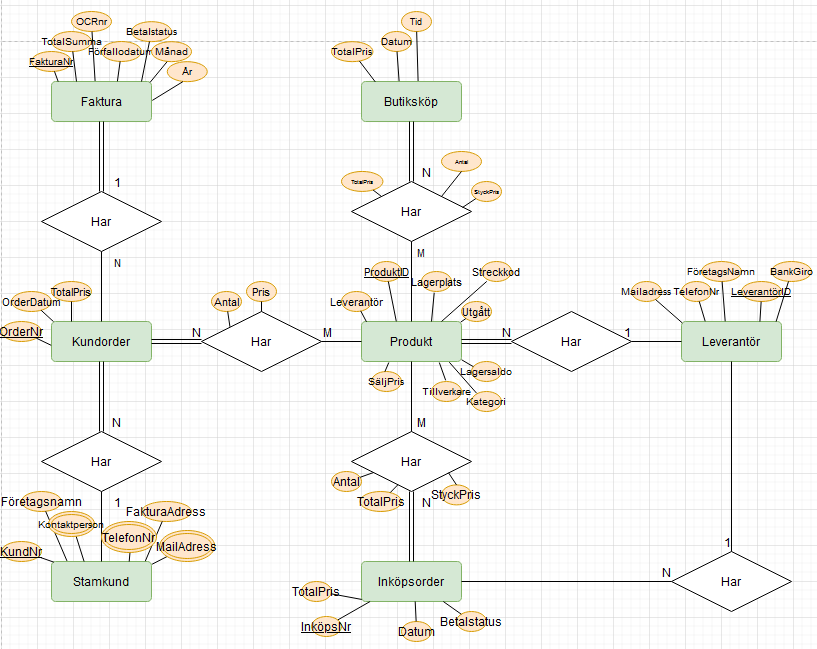 OCRnr
Tid
TotalSumma
Betalstatus
Datum
FakturaNr
Förfallodatum
Månad
TotalPris
År
Faktura
Butiksköp
1
N
TotalPris
Antal
StyckPris
Har
Har
N
M
ProduktID
Streckkod
FöretagsNamn
BankGiro
Lagerplats
OrderDatum
TotalPris
Antal
Pris
Leverantör
Mailadress
TelefonNr
LeverantörID
Utgått
OrderNr
Kundorder
N
Har
M
Produkt
N
Har
1
Leverantör
SäljPris
Lagersaldo
Tillverkare
Kategori
N
M
Har
Har
1
Antal
TotalPris
N
StyckPris
Företagsnamn
FakturaAdress
Kontaktperson
TelefonNr
MailAdress
KundNr
1
Stamkund
Inköpsorder
N
Har
TotalPris
InköpsNr
Datum
Betalstatus